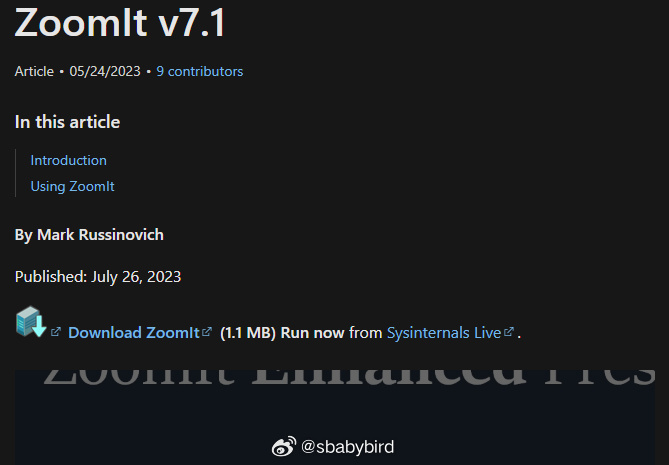 ZoomIt v7.1
Article • 05/24/2023 • 9 contributors
In this article
Introduction
Using ZoomIt
By Mark Russinovich
Published: July 26, 2023
Download ZoomIt (1.1 MB) Run now from Sysinternals Live.
ZoomIt Enhanced Pres
@sbabybird